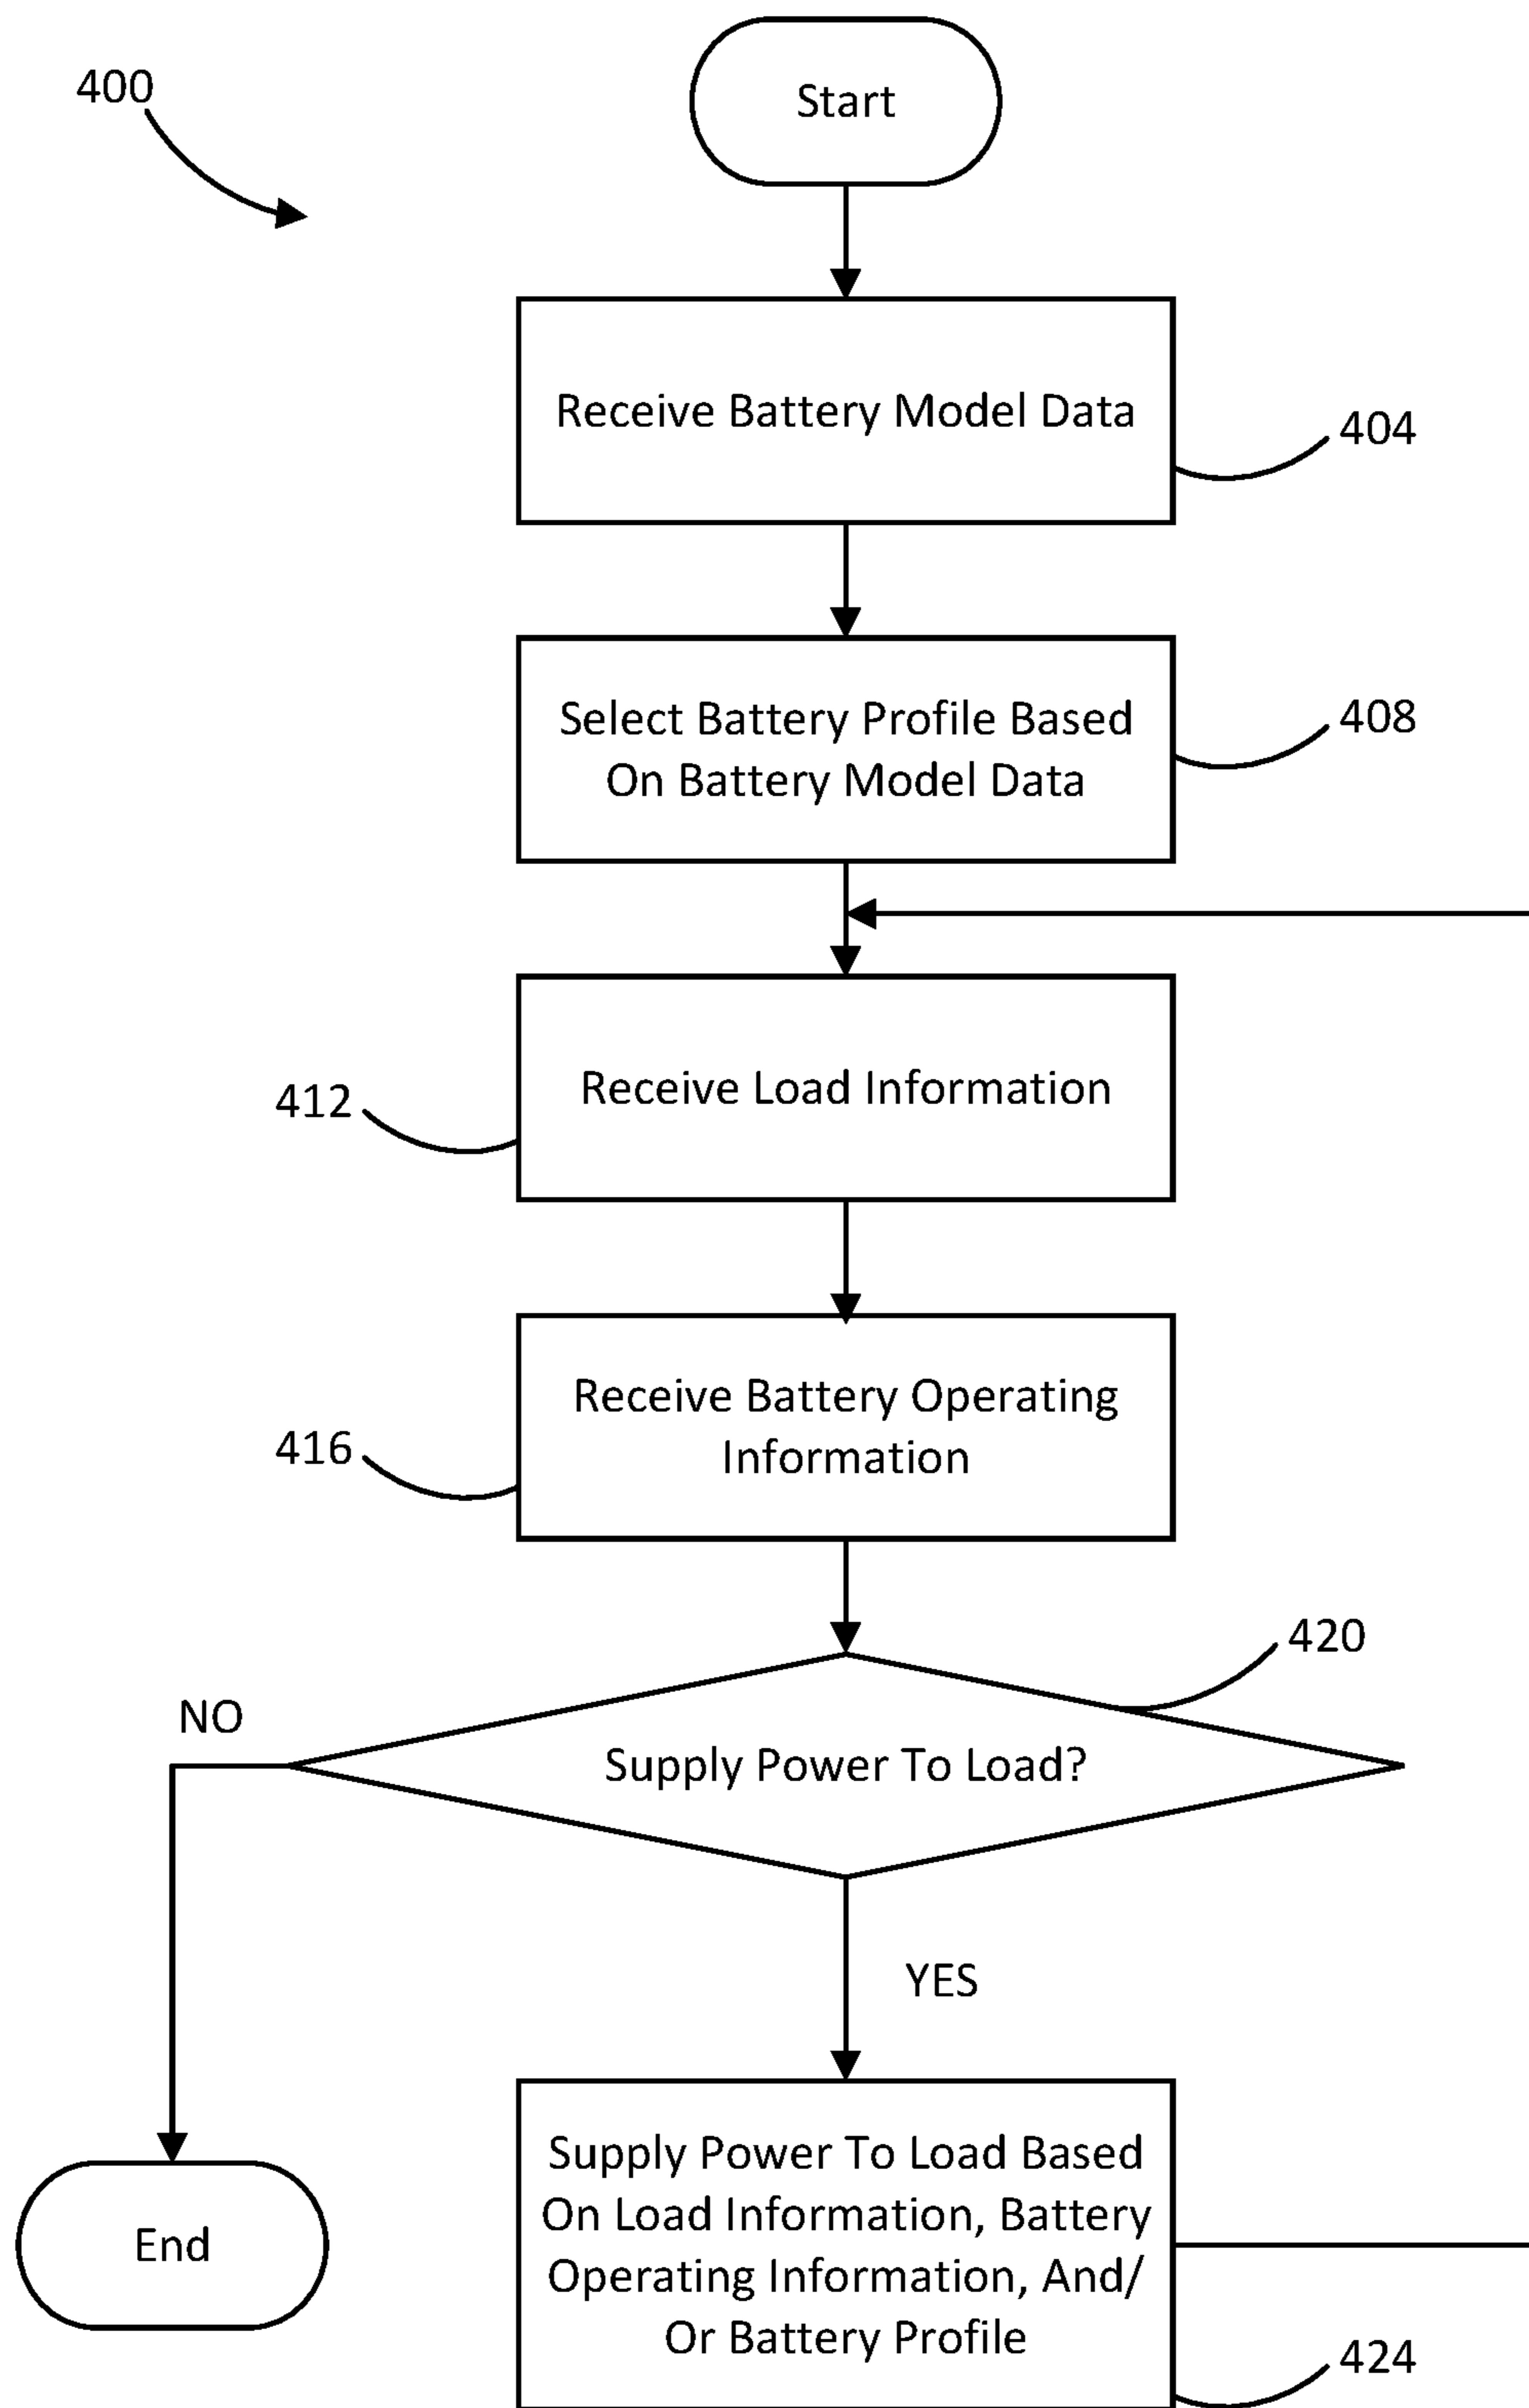 400
Start
Receive Battery Model Data
404
Select Battery Profile Based
On Battery Model Data
408
Receive Load Information
412
Receive Battery Operating
Information
416
420
NO
Supply Power To Load?
YES
Supply Power To Load Based
On Load Information, Battery
Operating Information, And/
Or Battery Profile
End
424